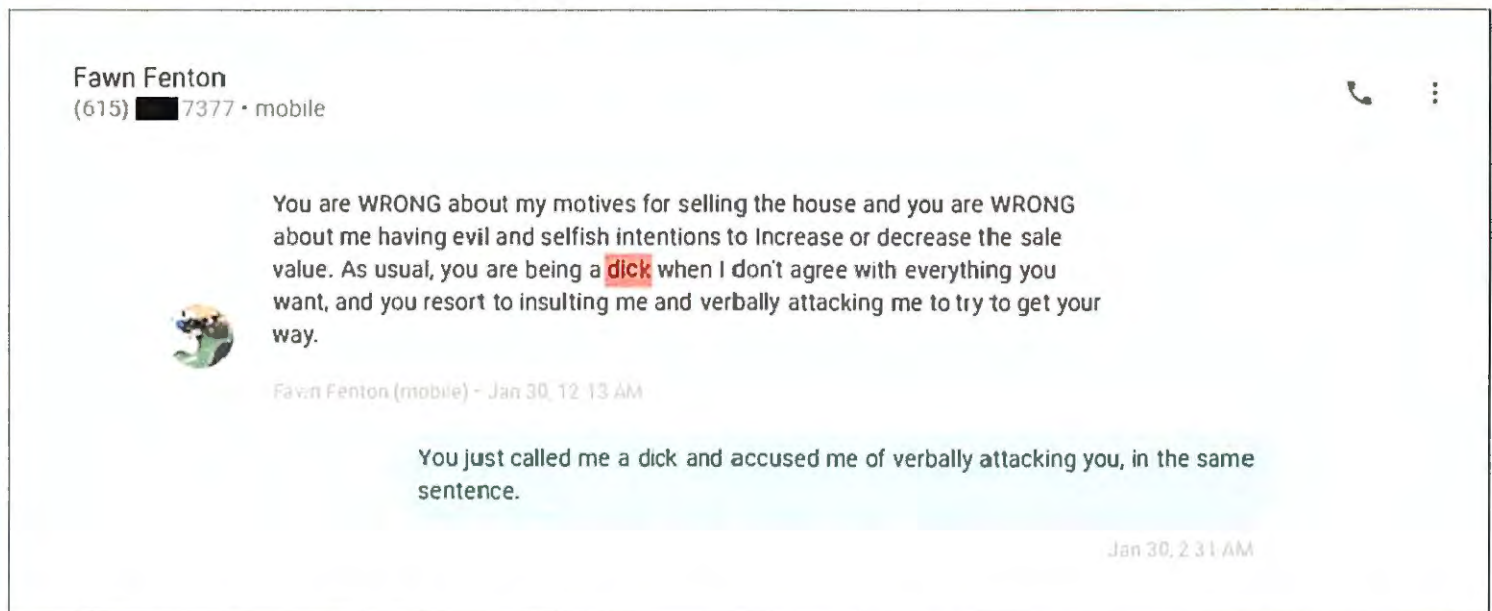 Fawn Fenton
(615) 7377 • mobile
You are WRONG about my motives for selling the house and you are WRONG
about me having evil and selfish intentions to Increase or decrease the sale
value. As usual, you are being a dick when I don't agree with everything you
want, and you resort to insulting me and verbally attacking me to try to get your
way.
Fawn Fenton (mobile) - Jan 30, 12:13 AM
You just called me a dick and accused me of verbally attacking you, in the same
sentence.
Jan 30, 2:31 AM